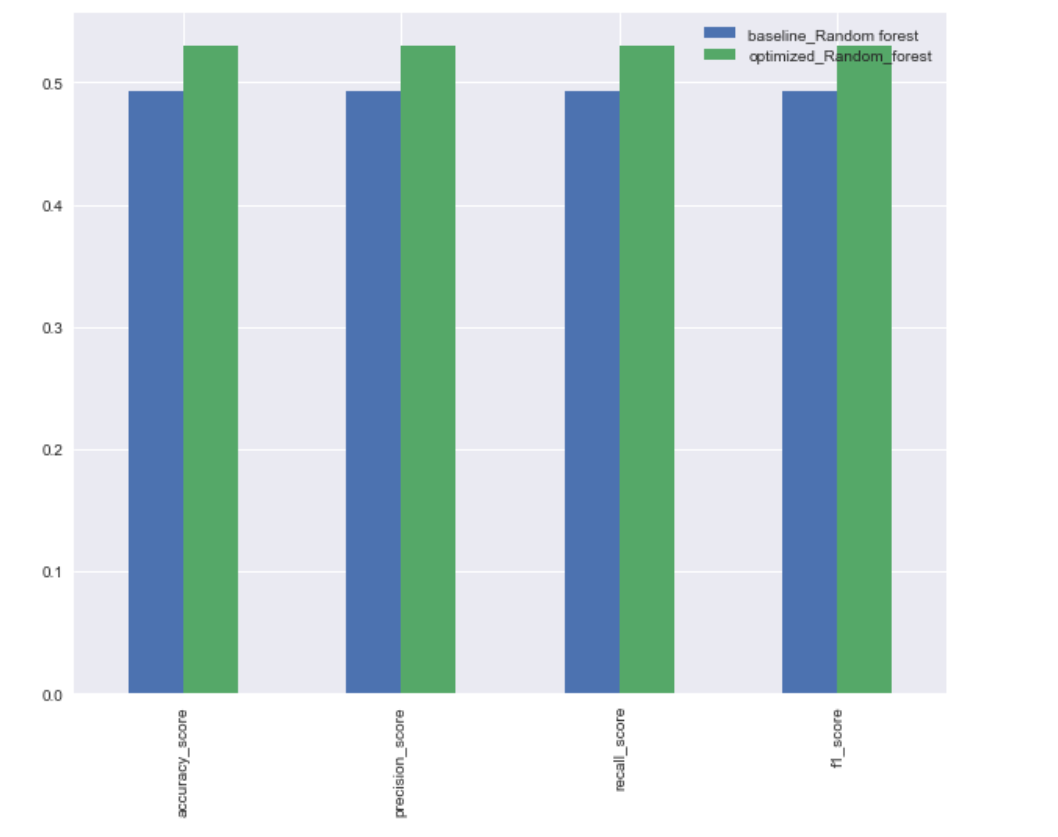 baseline_Random forest
optimized_Random_forest
0.5
0.4
0.3
0.2
0.1
0.0
accuracy_score
precision_score
recall_score
f1_score